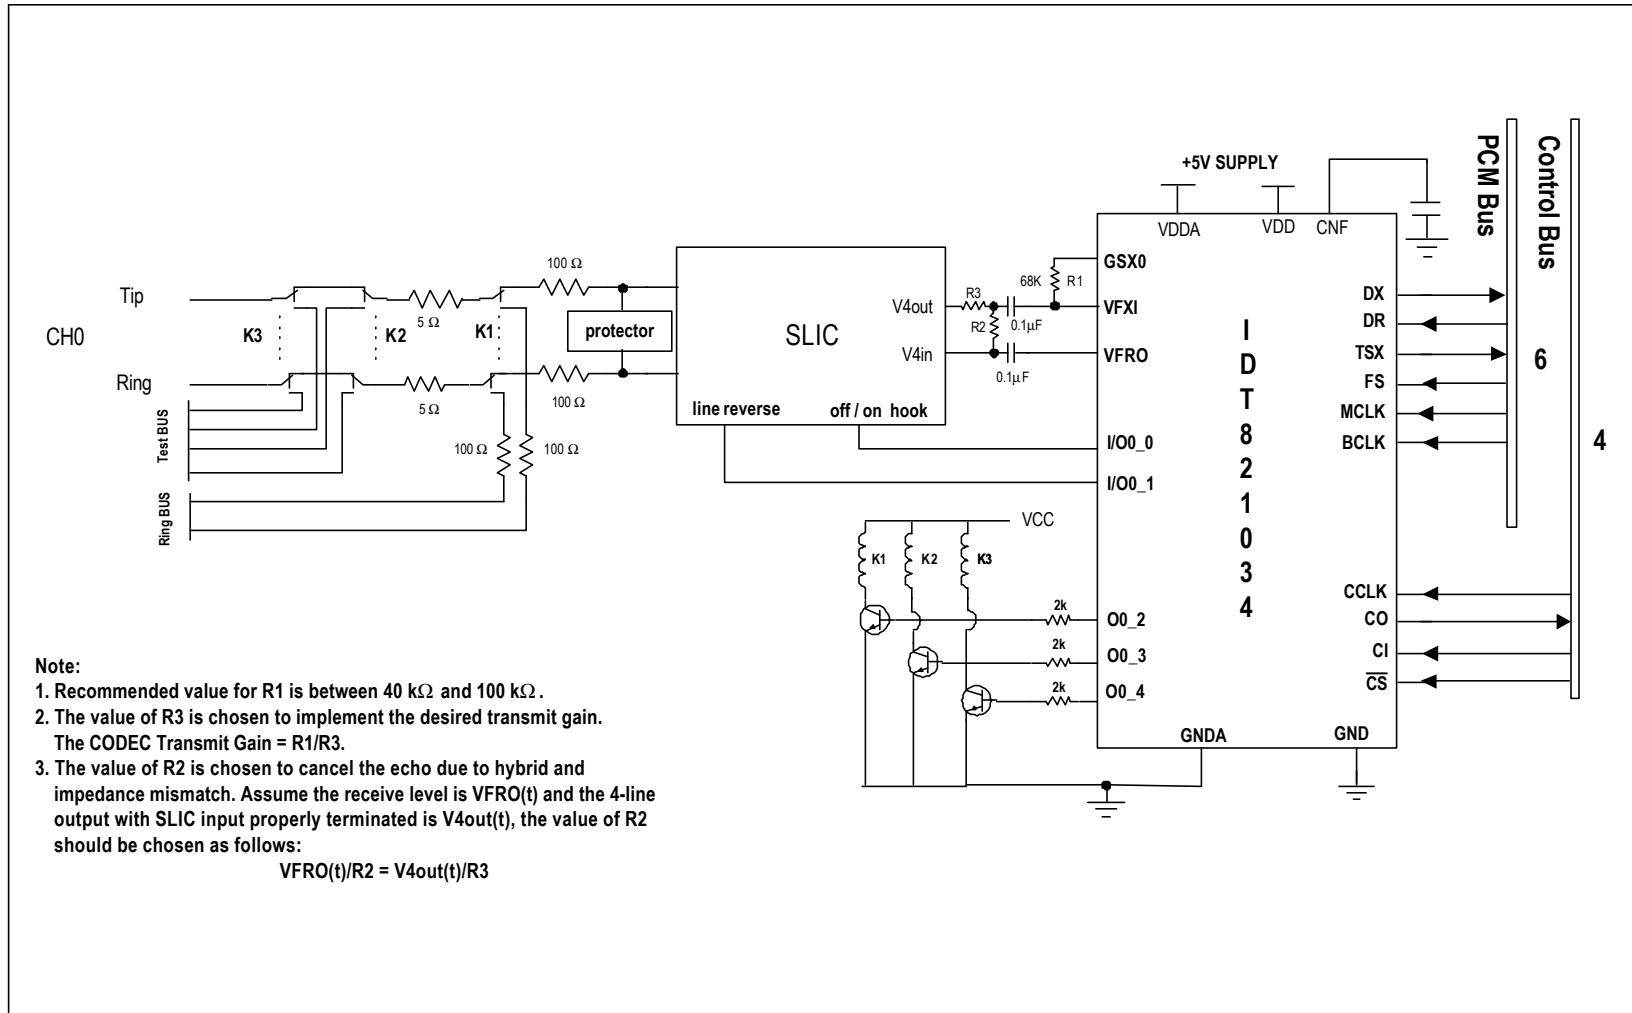 +5V SUPPLY
VDDA
VDD
CNF
PCM Bus
Control Bus
CH0
Tip
Ring
K3
K2
K1
5 Ω
5 Ω
100 Ω
100 Ω
100 Ω
100 Ω
protector
Test BUS
Ring BUS
SLIC
V4out
V4in
line reverse
off / on hook
R3
R2
68K
R1
0.1µF
0.1µF
GSX0
VFXI
VFRO
I/O0_0
I/O0_1
IDT821034
DX
DR
TSX
FS
MCLK
BCLK
6
4
CCLK
CO
CI
CS
VCC
K1
K2
K3
2k
2k
2k
O0_2
O0_3
O0_4
GNDA
GND
Note:
1. Recommended value for R1 is between 40 kΩ and 100 kΩ .
2. The value of R3 is chosen to implement the desired transmit gain.
The CODEC Transmit Gain = R1/R3.
3. The value of R2 is chosen to cancel the echo due to hybrid and
impedance mismatch. Assume the receive level is VFRO(t) and the 4-line
output with SLIC input properly terminated is V4out(t), the value of R2
should be chosen as follows:
VFRO(t)/R2 = V4out(t)/R3